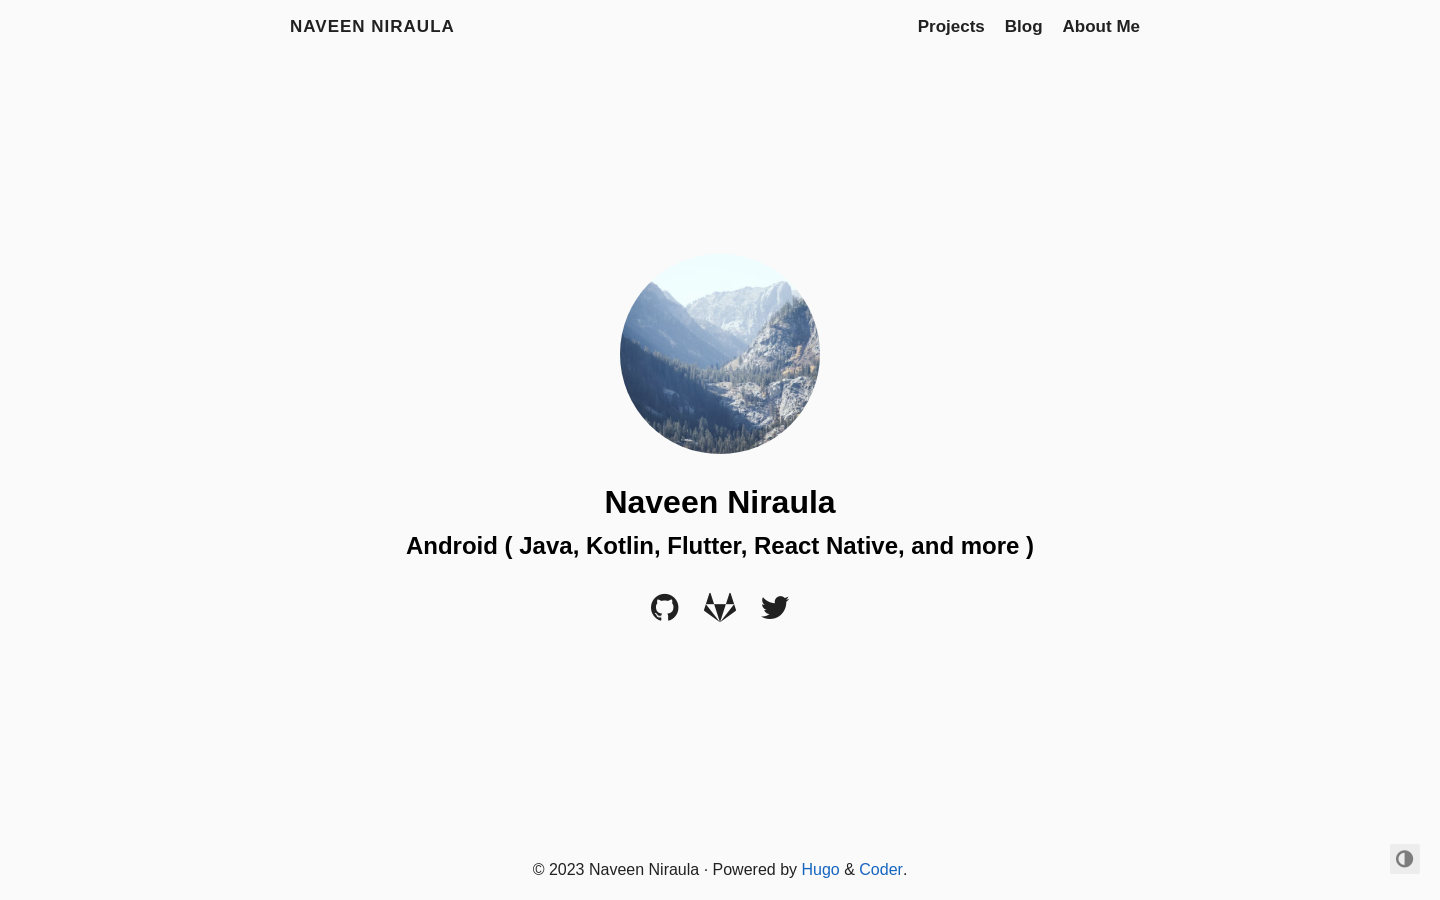 NAVEEN NIRAULA
Projects Blog About Me
Naveen Niraula
Android ( Java, Kotlin, Flutter, React Native, and more )
© 2023 Naveen Niraula · Powered by Hugo & Coder.